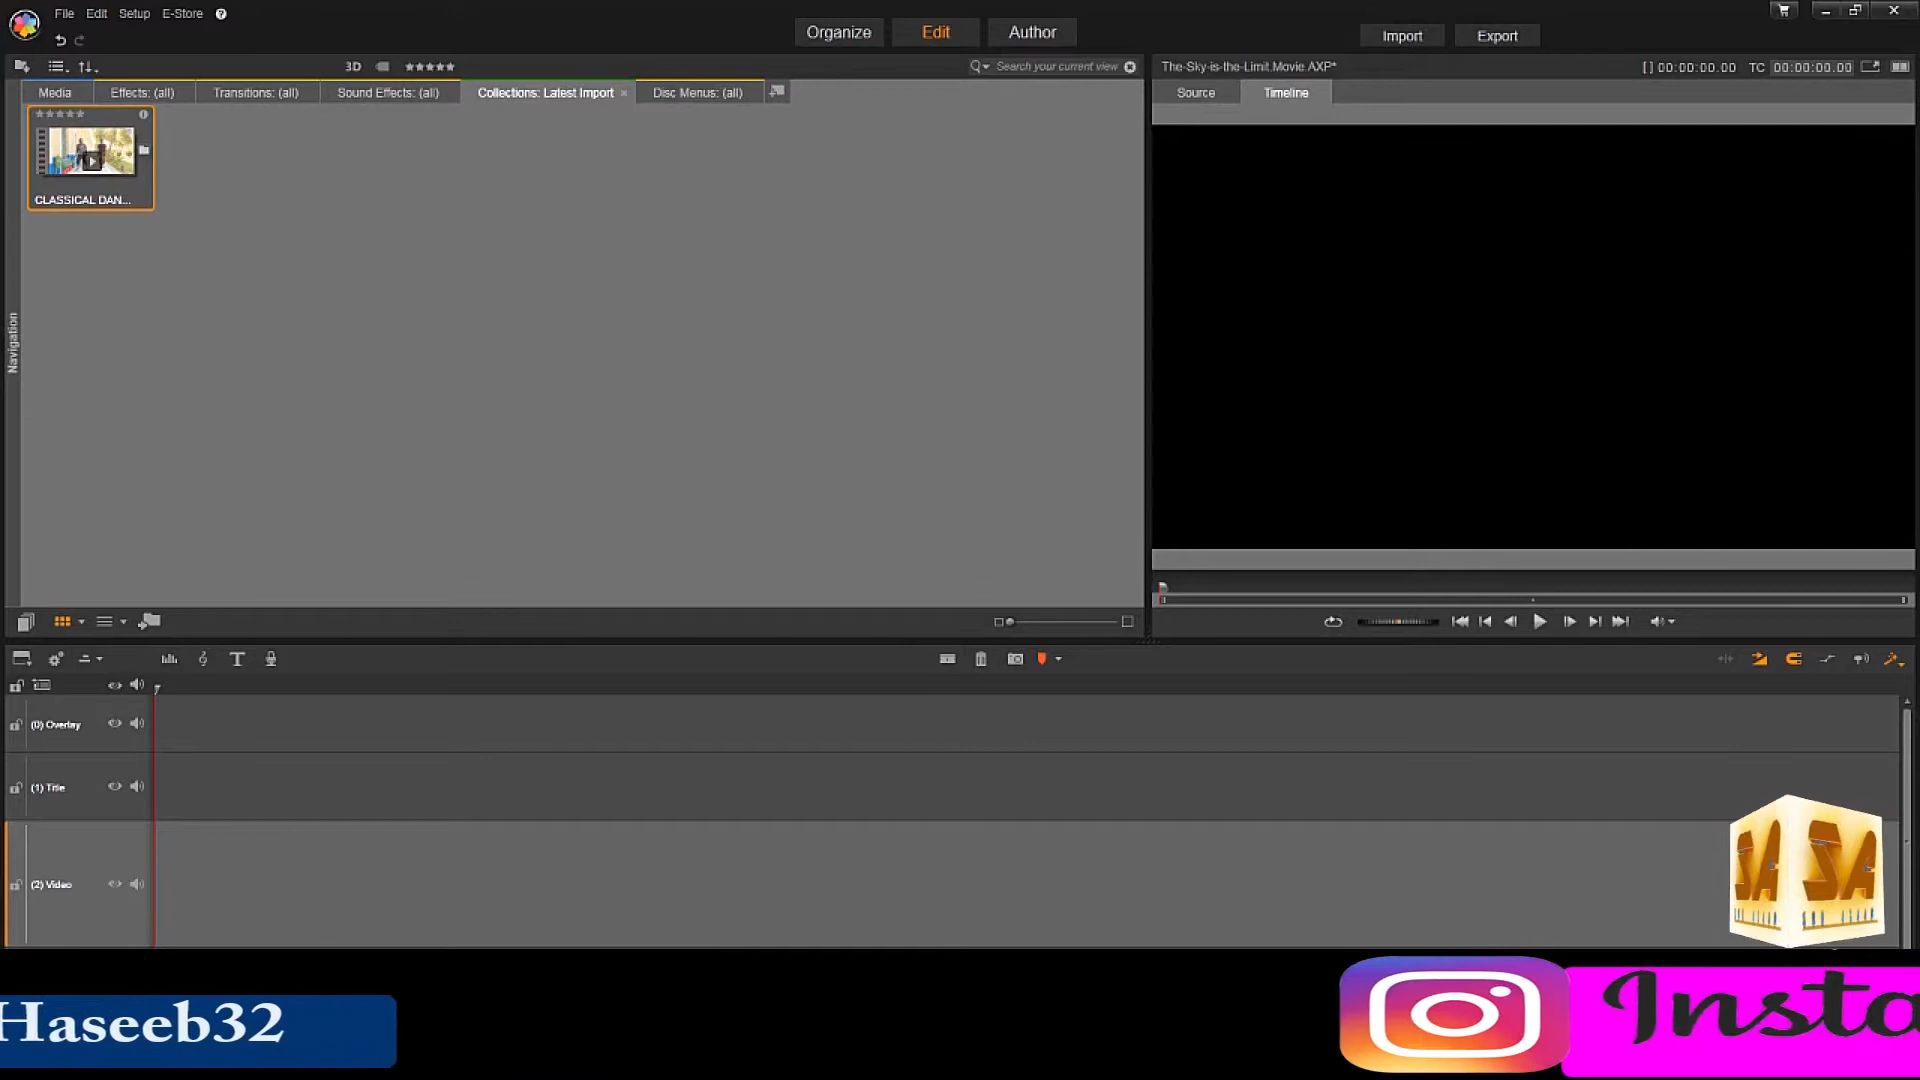 File Edit Setup E-Store
Organize Edit Author
Import Export
3D
Search your current view
The-Sky-is-the-Limit.Movie.AXP*
[ ] 00:00:00.00 TC 00:00:00.00
Media
Effects: (all)
Transitions: (all)
Sound Effects: (all)
Collections: Latest Import
Disc Menus: (all)
Source
Timeline
CLASSICAL DAN...
Navigation
(0) Overlay
(1) Title
(2) Video
SA SA
Haseeb32
Insta